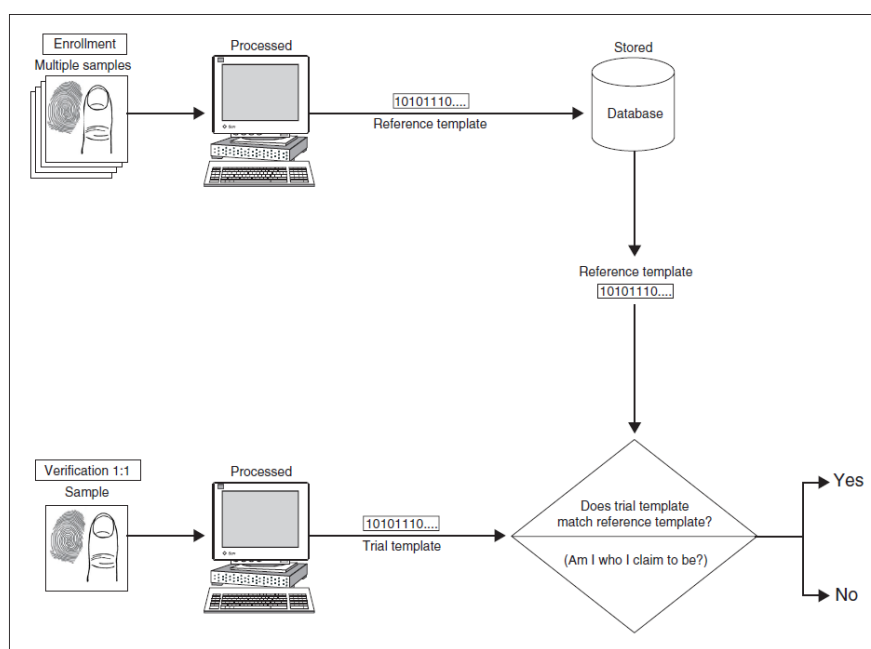 Enrollment
Multiple samples
Processed
10101110....
Reference template
Stored
Database
Reference template
10101110....
Verification 1:1
Sample
Processed
10101110....
Trial template
Does trial template
match reference template?
(Am I who I claim to be?)
Yes
No